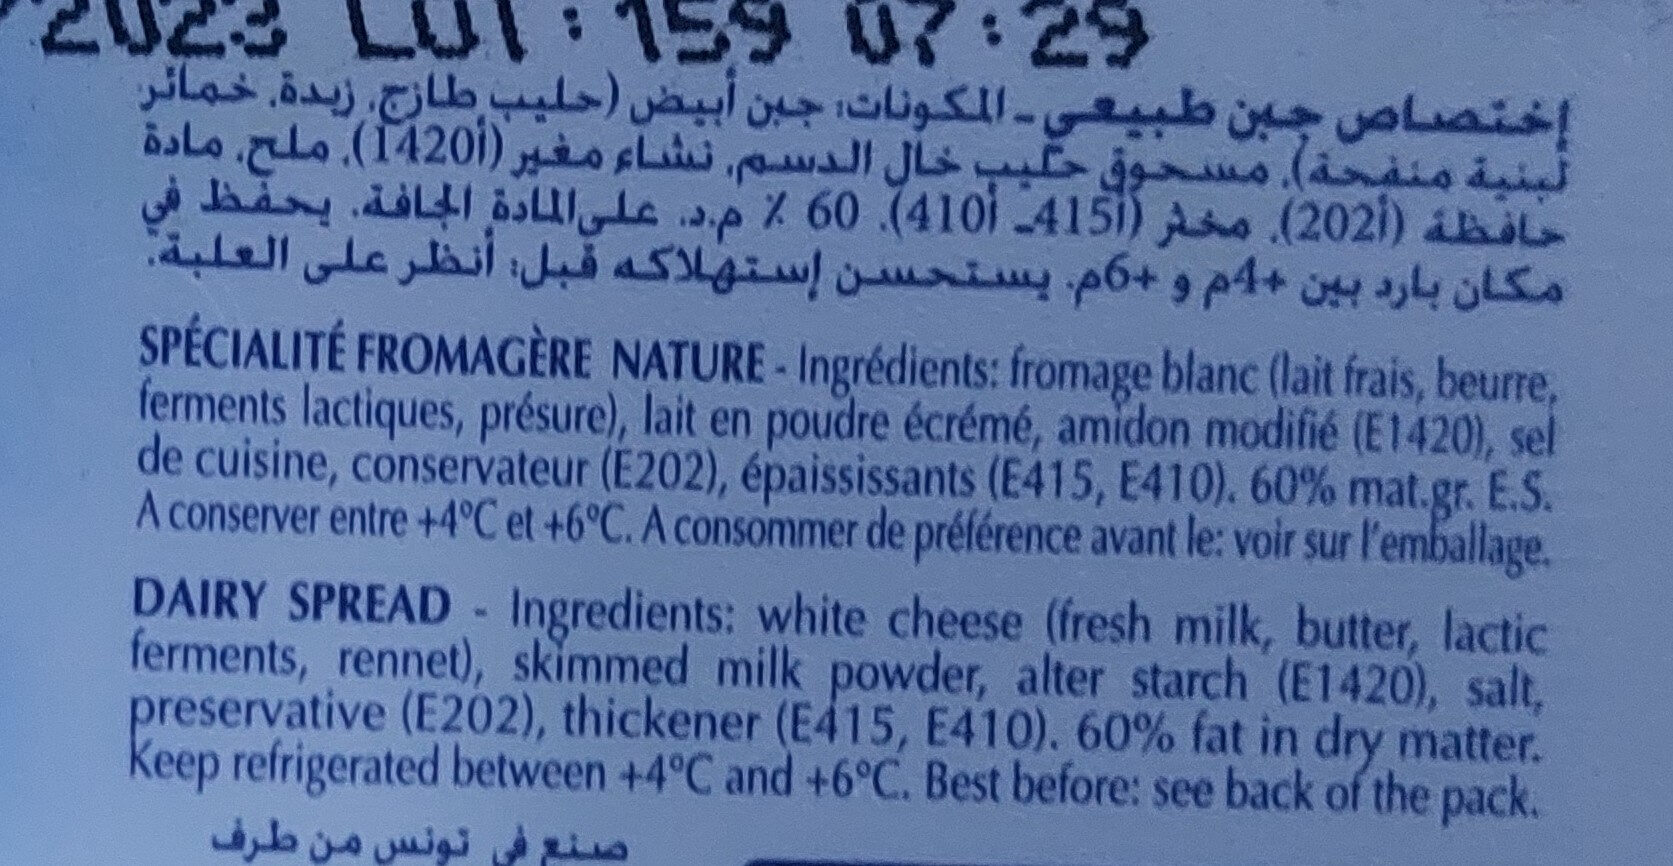 2023 LOT: 159 07:29
إختصاص جبن طبيعي - المكونات: جبن أبيض (حليب طازج, زبدة, خمائر
لبنية منفحة), مسحوق حليب خال الدسم, نشاء مغير (أ1420), ملح, مادة
حافظة (أ202), مخثر (أ415_ أ410). 60 ٪ م.د. على المادة الجافة. يحفظ في
مكان بارد بين +4م و +6م. يستحسن إستهلاكه قبل: أنظر على العلبة.
SPÉCIALITÉ FROMAGÈRE NATURE - Ingrédients: fromage blanc (lait frais, beurre,
ferments lactiques, présure), lait en poudre écrémé, amidon modifié (E1420), sel
de cuisine, conservateur (E202), épaississants (E415, E410). 60% mat.gr. E.S.
A conserver entre +4°C et +6°C. A consommer de préférence avant le: voir sur l'emballage.
DAIRY SPREAD - Ingredients: white cheese (fresh milk, butter, lactic
ferments, rennet), skimmed milk powder, alter starch (E1420), salt,
preservative (E202), thickener (E415, E410). 60% fat in dry matter.
Keep refrigerated between +4°C and +6°C. Best before: see back of the pack.
صنع في تونس من طرف